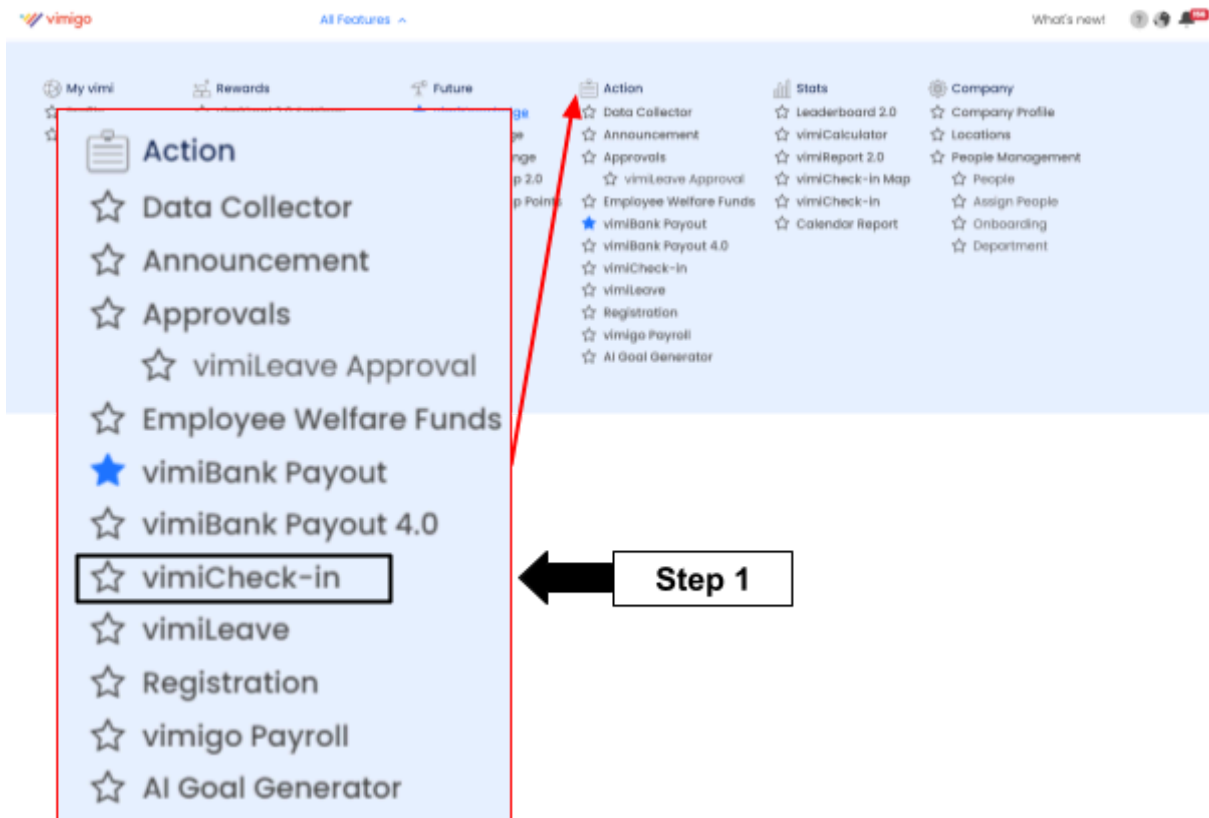 vimigo
All Features
What's new!
My vimi
Rewards
Future
Action
Data Collector
Announcement
Approvals
vimiLeave Approval
Employee Welfare Funds
vimiBank Payout
vimiBank Payout 4.0
vimiCheck-in
vimiLeave
Registration
vimigo Payroll
AI Goal Generator
Stats
Leaderboard 2.0
vimiCalculator
vimiReport 2.0
vimiCheck-in Map
vimiCheck-in
Calendar Report
Company
Company Profile
Locations
People Management
People
Assign People
Onboarding
Department
Action
Data Collector
Announcement
Approvals
vimiLeave Approval
Employee Welfare Funds
vimiBank Payout
vimiBank Payout 4.0
vimiCheck-in
vimiLeave
Registration
vimigo Payroll
AI Goal Generator
Step 1